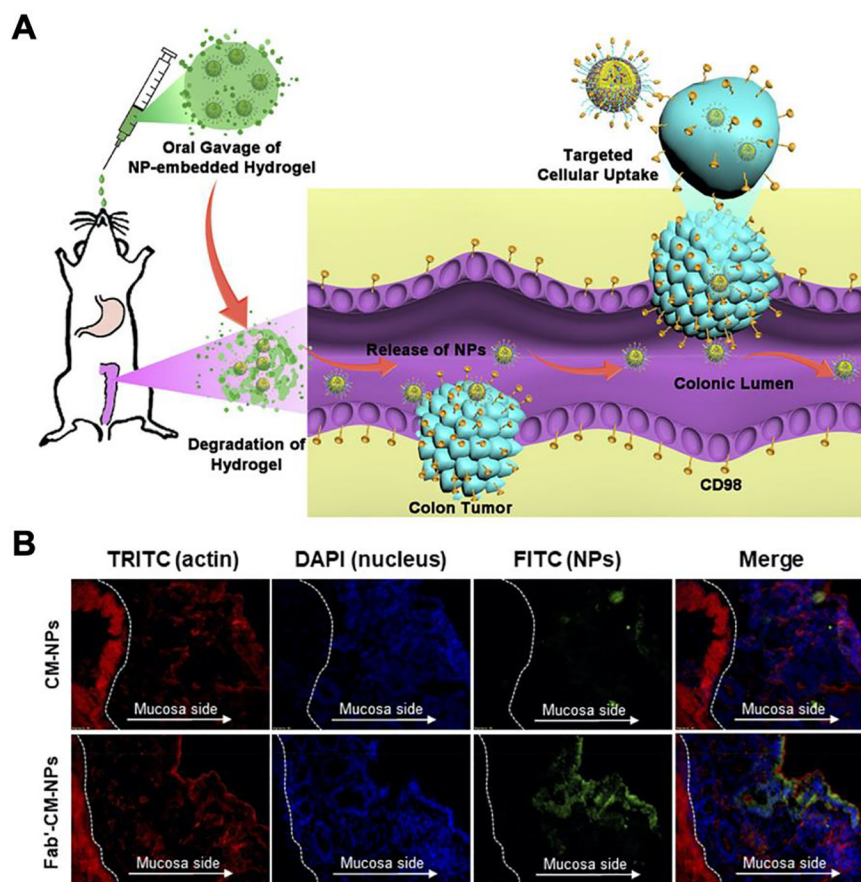 A
Oral Gavage of
NP-embedded Hydrogel
Targeted
Cellular Uptake
Release of NPs
Colonic Lumen
Degradation of
Hydrogel
Colon Tumor
CD98
B
TRITC (actin)
DAPI (nucleus)
FITC (NPs)
Merge
CM-NPs
Mucosa side
Mucosa side
Mucosa side
Mucosa side
Fab'-CM-NPs
Mucosa side
Mucosa side
Mucosa side
Mucosa side